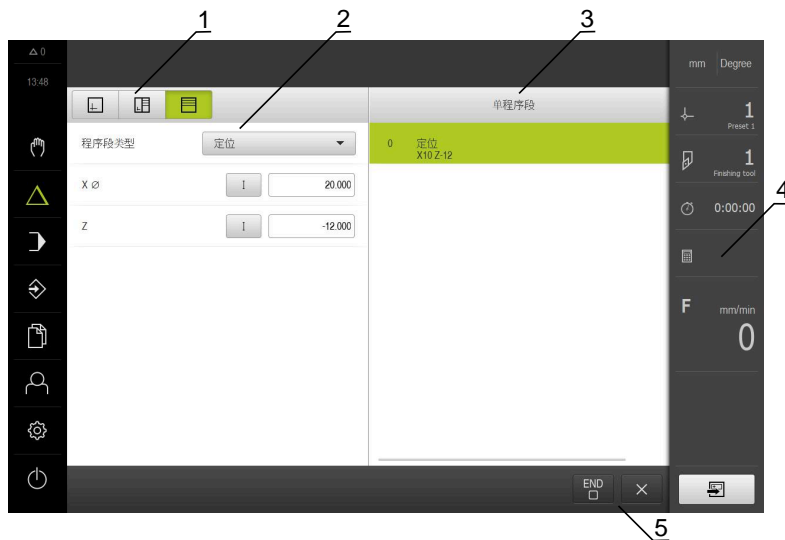 1
2
3
△ 0
mm
Degree
13:48
单程序段
1
Preset 1
程序段类型
定位
0 定位
X10 Z-12
1
Finishing tool
X ∅
I
20.000
4
0:00:00
Z
I
-12.000
F
mm/min
0
END
5